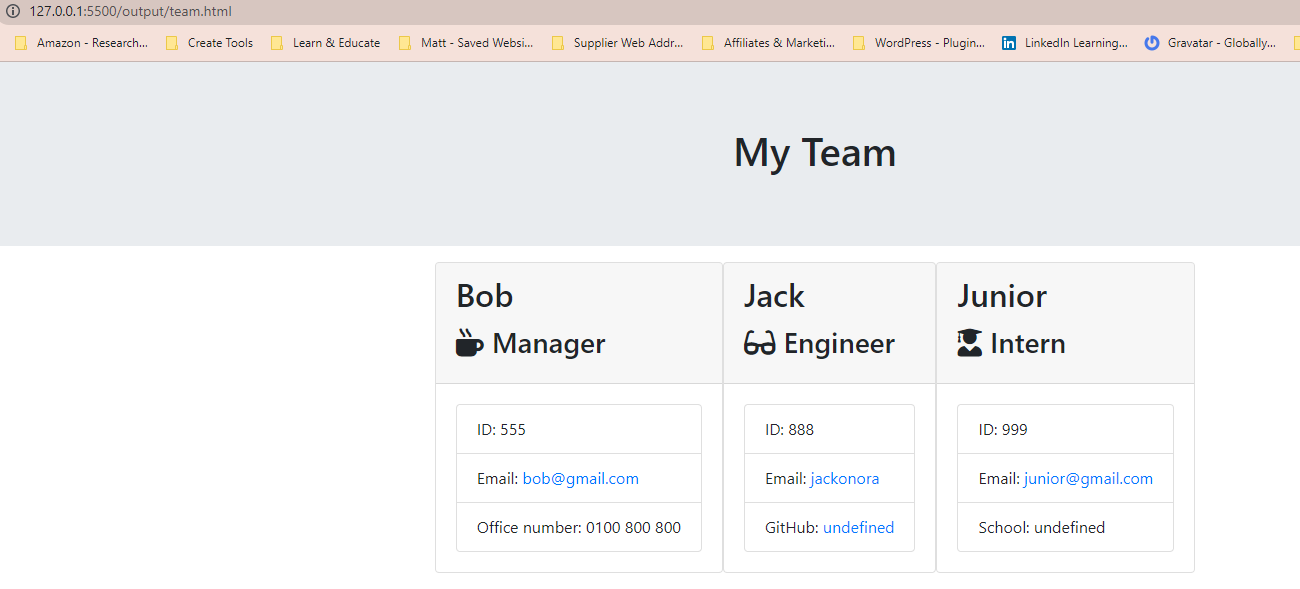 127.0.0.1:5500/output/team.html
Amazon - Research... Create Tools Learn & Educate Matt - Saved Websi... Supplier Web Addr... Affiliates & Marketi... WordPress - Plugin... LinkedIn Learning... Gravatar - Globally...
My Team
Bob
Manager
ID: 555
Email: bob@gmail.com
Office number: 0100 800 800
Jack
Engineer
ID: 888
Email: jackonora
GitHub: undefined
Junior
Intern
ID: 999
Email: junior@gmail.com
School: undefined